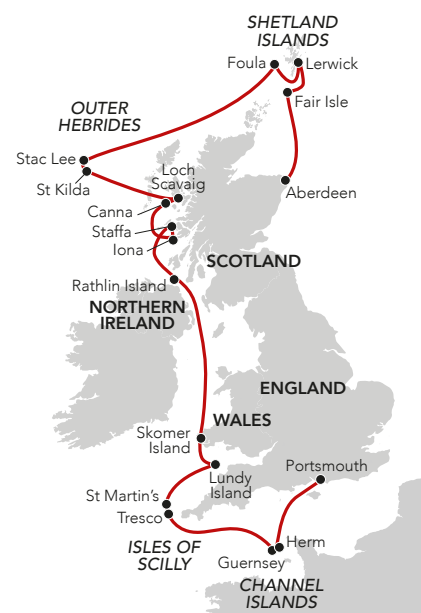 SHETLAND
ISLANDS
Foula
Lerwick
Fair Isle
OUTER
HEBRIDES
Stac Lee
St Kilda
Loch
Scavaig
Aberdeen
Canna
Staffa
Iona
SCOTLAND
Rathlin Island
NORTHERN
IRELAND
ENGLAND
WALES
Skomer
Island
Portsmouth
Lundy
Island
St Martin's
Tresco
ISLES OF
SCILLY
Herm
Guernsey
CHANNEL
ISLANDS